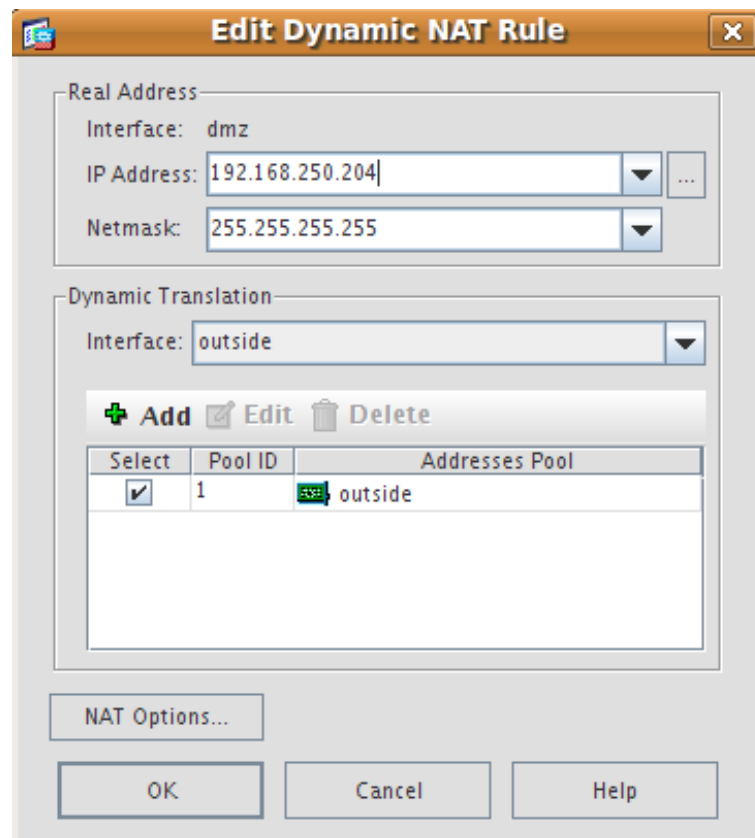 Edit Dynamic NAT Rule
Real Address
Interface: dmz
IP Address: 192.168.250.204 ...
Netmask: 255.255.255.255
Dynamic Translation
Interface: outside
Add Edit Delete
Select Pool ID Addresses Pool
1 outside
NAT Options...
OK Cancel Help